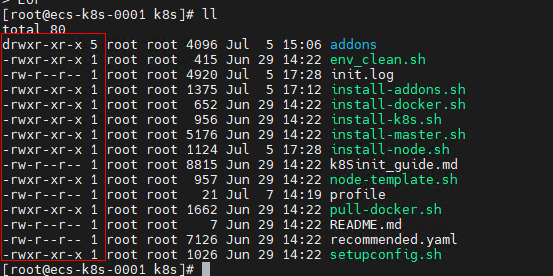 > EOF
[root@ecs-k8s-0001 k8s]# ll
total 80
drwxr-xr-x 5 root root 4096 Jul  5 15:06 addons
-rwxr-xr-x 1 root root  415 Jun 29 14:22 env_clean.sh
-rw-r--r-- 1 root root 4920 Jul  5 17:28 init.log
-rwxr-xr-x 1 root root 1375 Jul  5 17:12 install-addons.sh
-rwxr-xr-x 1 root root  652 Jun 29 14:22 install-docker.sh
-rwxr-xr-x 1 root root  956 Jun 29 14:22 install-k8s.sh
-rwxr-xr-x 1 root root 5176 Jun 29 14:22 install-master.sh
-rwxr-xr-x 1 root root 1124 Jul  5 17:28 install-node.sh
-rw-r--r-- 1 root root 8815 Jun 29 14:22 k8Sinit_guide.md
-rwxr-xr-x 1 root root  957 Jun 29 14:22 node-template.sh
-rw-r--r-- 1 root root   21 Jul  7 14:19 profile
-rwxr-xr-x 1 root root 1662 Jun 29 14:22 pull-docker.sh
-rw-r--r-- 1 root root    7 Jun 29 14:22 README.md
-rw-r--r-- 1 root root 7126 Jun 29 14:22 recommended.yaml
-rwxr-xr-x 1 root root 1026 Jun 29 14:22 setupconfig.sh
[root@ecs-k8s-0001 k8s]#